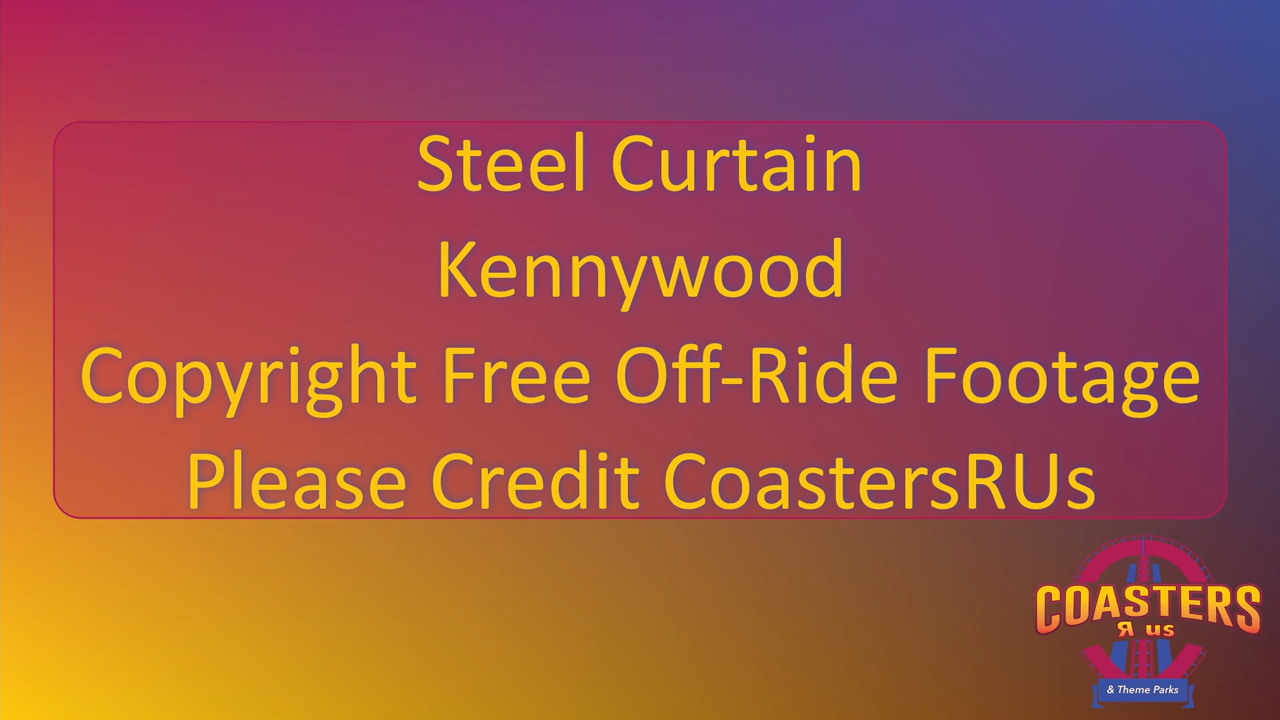 Steel Curtain
Kennywood
Copyright Free Off-Ride Footage
Please Credit CoastersRUs
COASTERS
Я us
& Theme Parks